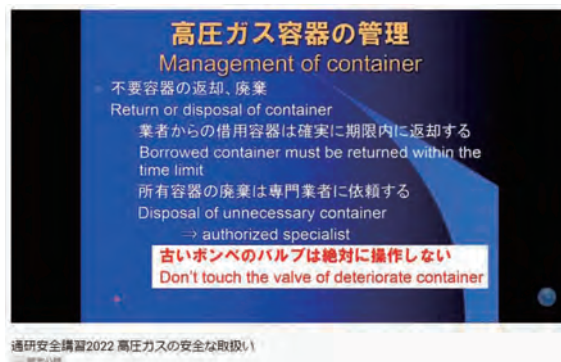 高圧ガス容器の管理
Management of container
不要容器の返却、廃棄
Return or disposal of container
業者からの借用容器は確実に期限内に返却する
Borrowed container must be returned within the
time limit
所有容器の廃棄は専門業者に依頼する
Disposal of unnecessary container
⇒ authorized specialist
古いボンベのバルブは絶対に操作しない
Don't touch the valve of deteriorate container
通研安全講習2022 高圧ガスの安全な取扱い